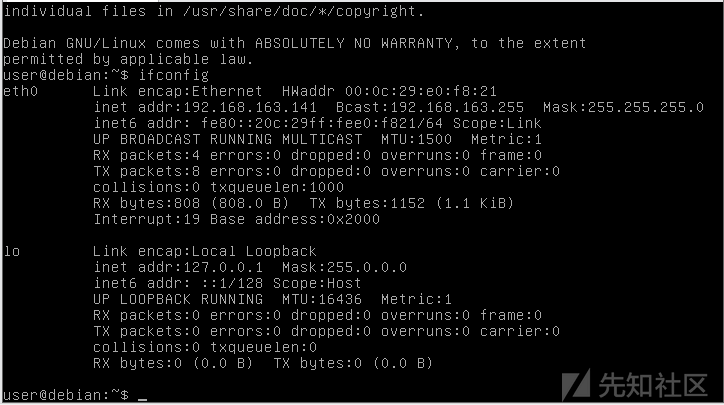 individual files in /usr/share/doc/*/copyright.
Debian GNU/Linux comes with ABSOLUTELY NO WARRANTY, to the extent
permitted by applicable law.
user@debian:~$ ifconfig
eth0      Link encap:Ethernet  HWaddr 00:0c:29:e0:f8:21
          inet addr:192.168.163.141  Bcast:192.168.163.255  Mask:255.255.255.0
          inet6 addr: fe80::20c:29ff:fee0:f821/64 Scope:Link
          UP BROADCAST RUNNING MULTICAST  MTU:1500  Metric:1
          RX packets:4 errors:0 dropped:0 overruns:0 frame:0
          TX packets:8 errors:0 dropped:0 overruns:0 carrier:0
          collisions:0 txqueuelen:1000
          RX bytes:808 (808.0 B)  TX bytes:1152 (1.1 KiB)
          Interrupt:19 Base address:0x2000
lo        Link encap:Local Loopback
          inet addr:127.0.0.1  Mask:255.0.0.0
          inet6 addr: ::1/128 Scope:Host
          UP LOOPBACK RUNNING  MTU:16436  Metric:1
          RX packets:0 errors:0 dropped:0 overruns:0 frame:0
          TX packets:0 errors:0 dropped:0 overruns:0 carrier:0
          collisions:0 txqueuelen:0
          RX bytes:0 (0.0 B)  TX bytes:0 (0.0 B)
user@debian:~$ _
先知社区